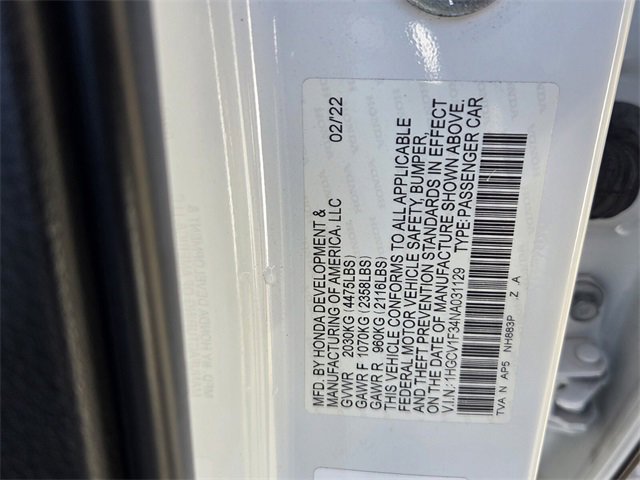 MFD. BY HONDA DEVELOPMENT &
MANUFACTURING OF AMERICA, LLC 02/'22
GVWR 2030KG (4475LBS)
GAWR F 1070KG (2358LBS)
GAWR R 960KG (2116LBS)
THIS VEHICLE CONFORMS TO ALL APPLICABLE
FEDERAL MOTOR VEHICLE SAFETY, BUMPER,
AND THEFT PREVENTION STANDARDS IN EFFECT
ON THE DATE OF MANUFACTURE SHOWN ABOVE.
V.I.N.: 1HGCV1F34NA031129 TYPE: PASSENGER CAR
TVA N AP5 NH883P Z A